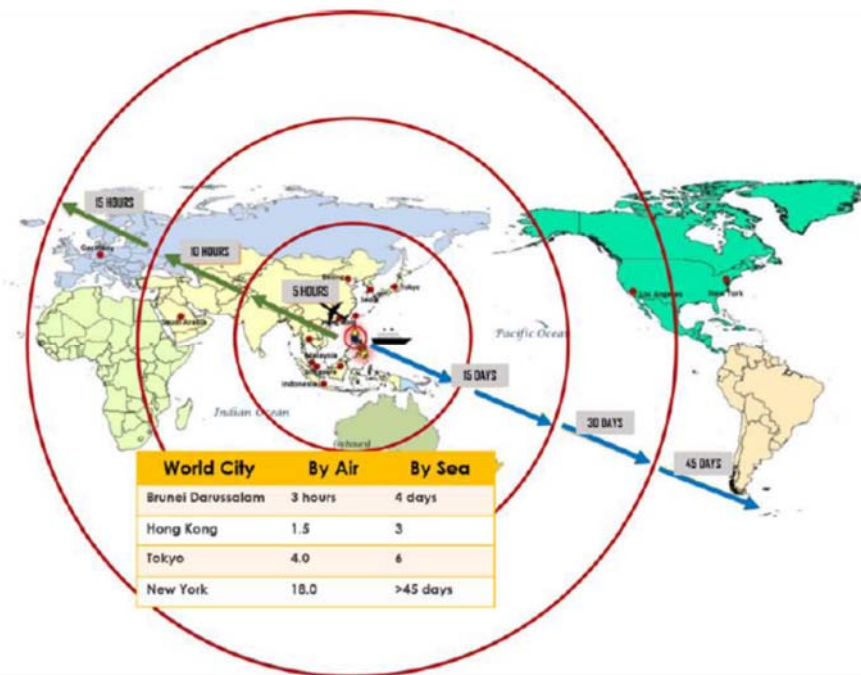 15 HOURS
Germany
10 HOURS
5 HOURS
Tokyo
Saudi Arabia
Malaysia
Indonesia
Los Angeles
New York
Pacific Ocean
Indian Ocean
15 DAYS
30 DAYS
45 DAYS
World City By Air By Sea
Brunei Darussalam 3 hours 4 days
Hong Kong 1.5 3
Tokyo 4.0 6
New York 18.0 >45 days